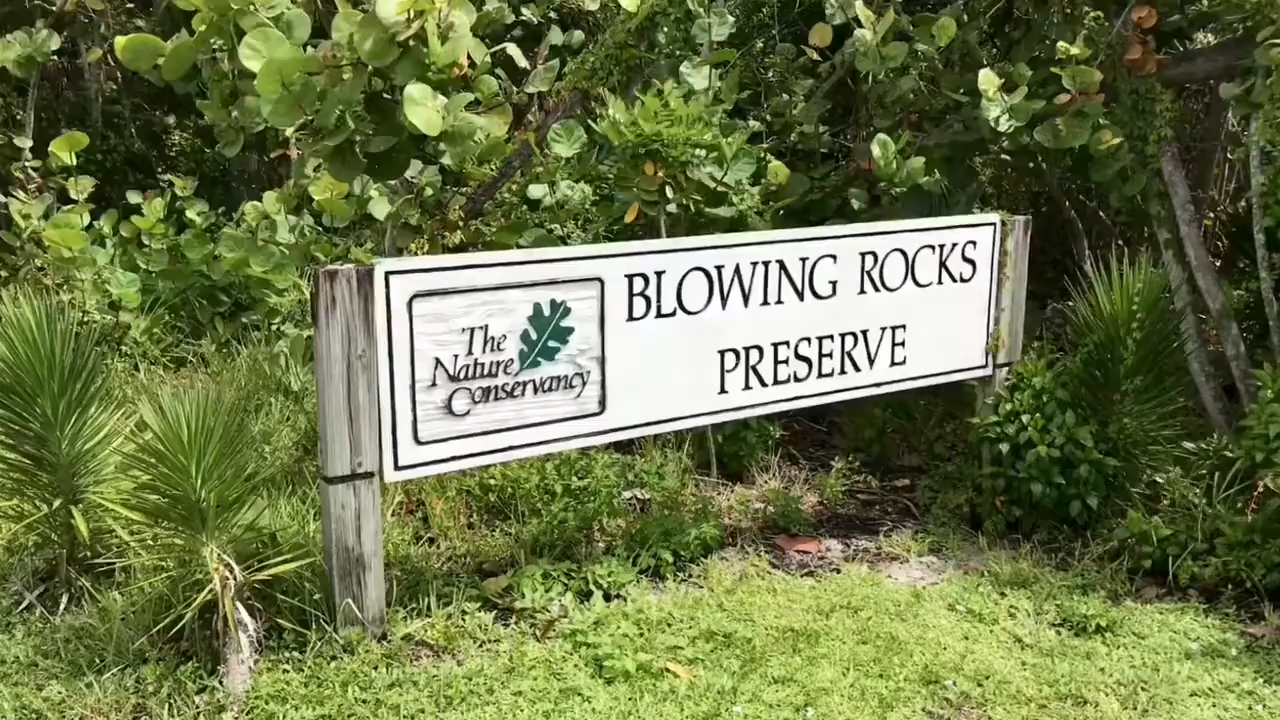 The
Nature
Conservancy
BLOWING ROCKS
PRESERVE